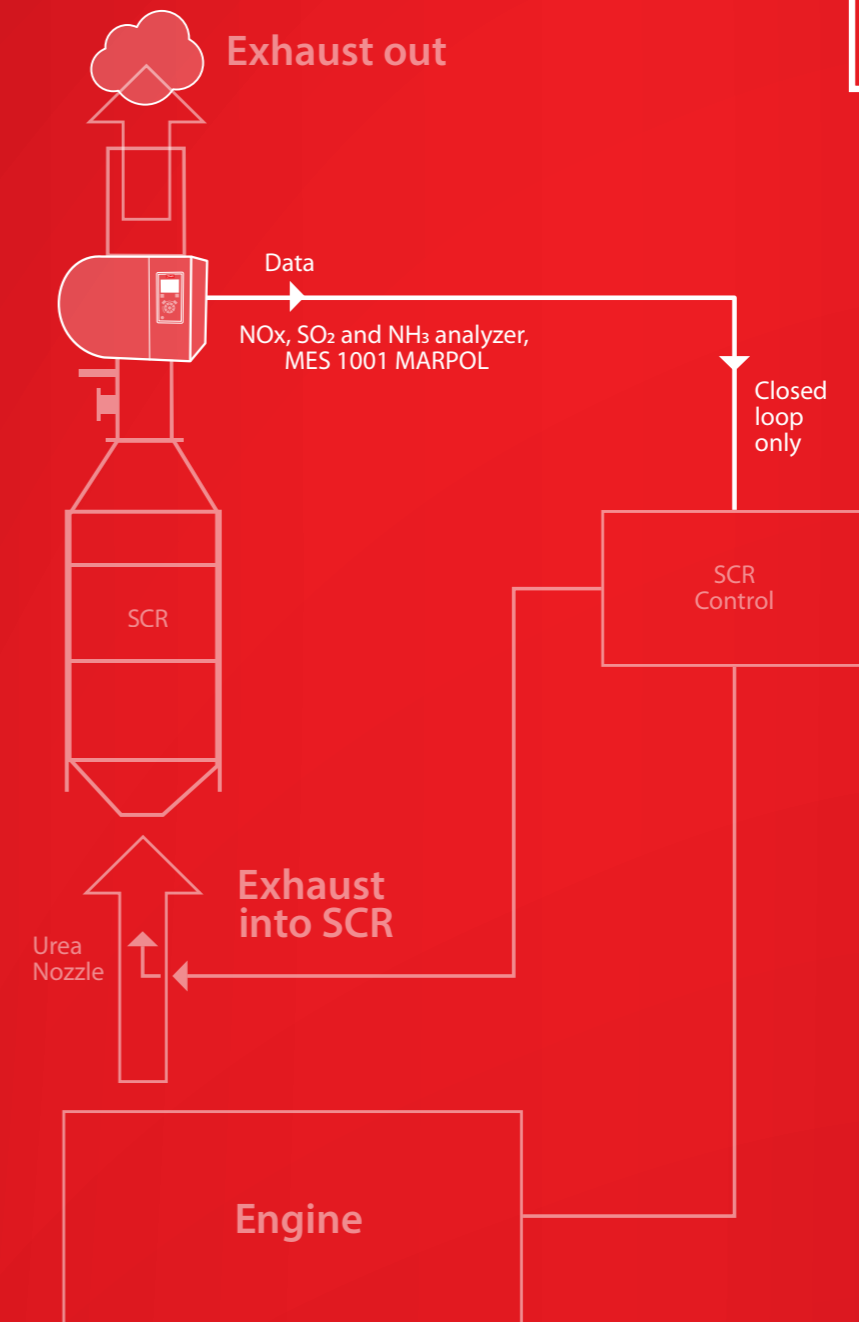 Exhaust out
Data
NOx, SO₂ and NH₃ analyzer,
MES 1001 MARPOL
Closed
loop
only
SCR
Control
SCR
Exhaust
into SCR
Urea
Nozzle
Engine